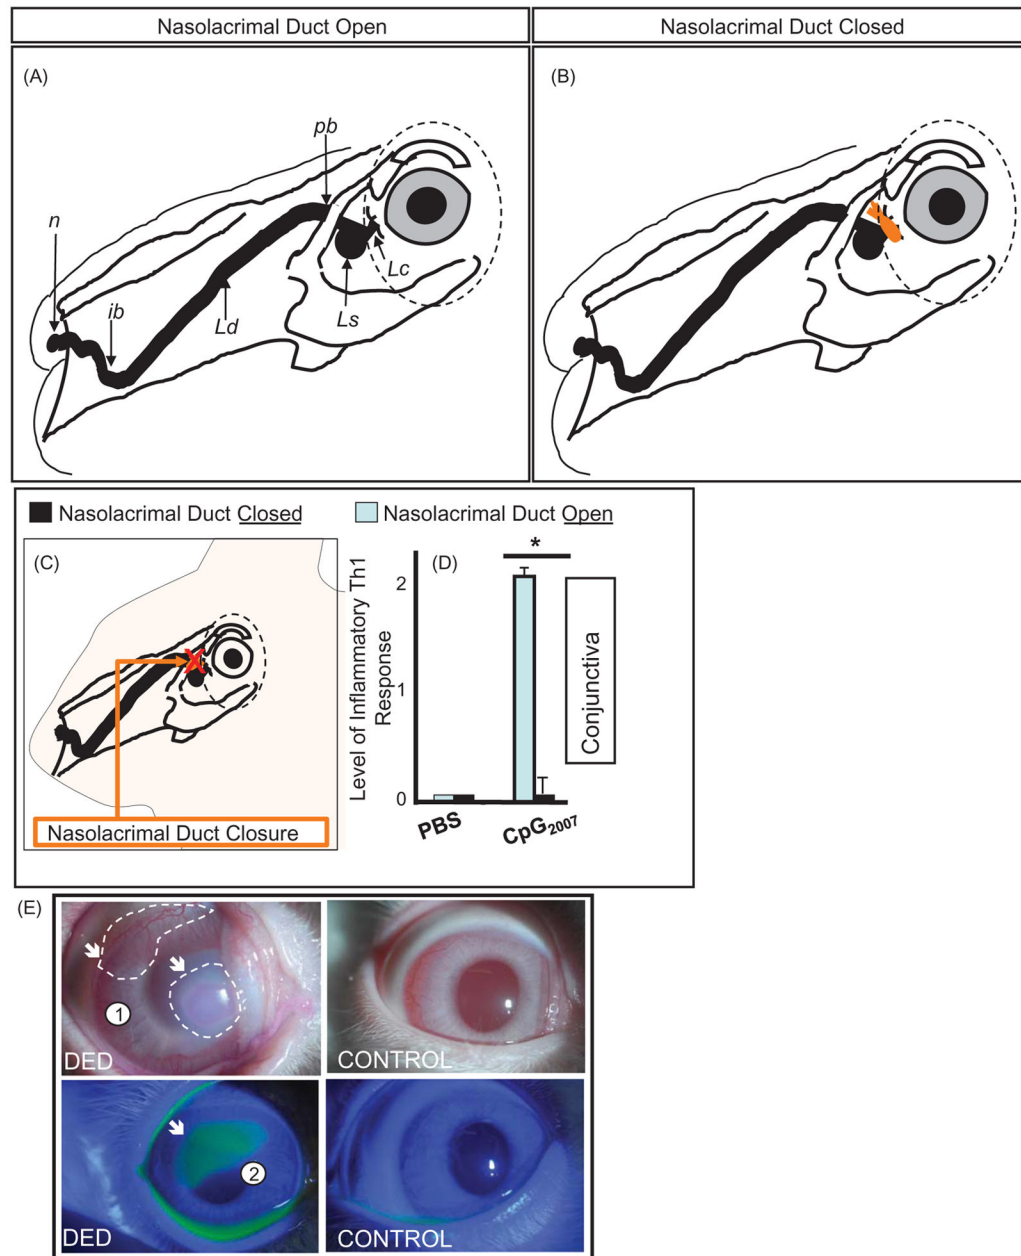 Nasolacrimal Duct Open
Nasolacrimal Duct Closed
(A)
pb
n
ib
Ld
Ls
Lc
(B)
Nasolacrimal Duct Closed
Nasolacrimal Duct Open
(C)
X
Nasolacrimal Duct Closure
(D)
*
Level of Inflammatory Th1
Response
2
1
0
PBS
CpG2007
Conjunctiva
(E)
1
DED
CONTROL
2
DED
CONTROL